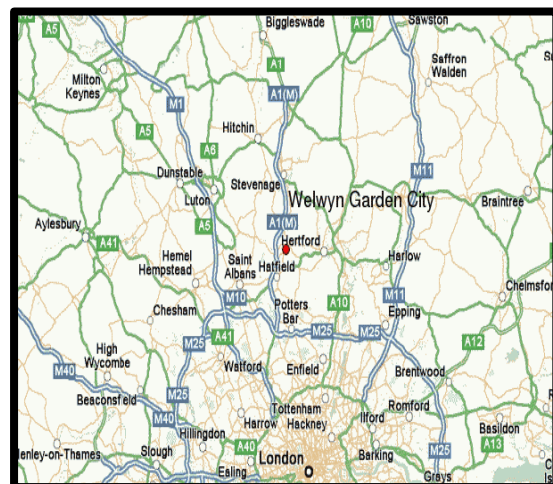 A5
A10
Sawston
Biggleswade
Milton
Keynes
A1
Saffron
Walden
M1
A1(M)
A5
Hitchin
A6
M11
Dunstable
Stevenage
Luton
Welwyn Garden City
Braintree
A5
A1(M)
Aylesbury
A41
Hertford
Hemel
Hempstead
Saint
Albans
Hatfield
Harlow
M10
A10
M11
Chelmsford
Chesham
Potters
Bar
M25
M25
Epping
A41
M25
A12
High
Wycombe
M40
Watford
Enfield
Brentwood
Beaconsfield
M25
Tottenham
M40
Harrow
Hackney
Ilford
Romford
Basildon
Henley-on-Thames
Hillingdon
A40
Barking
M25
A13
Slough
Ealing
London
Grays